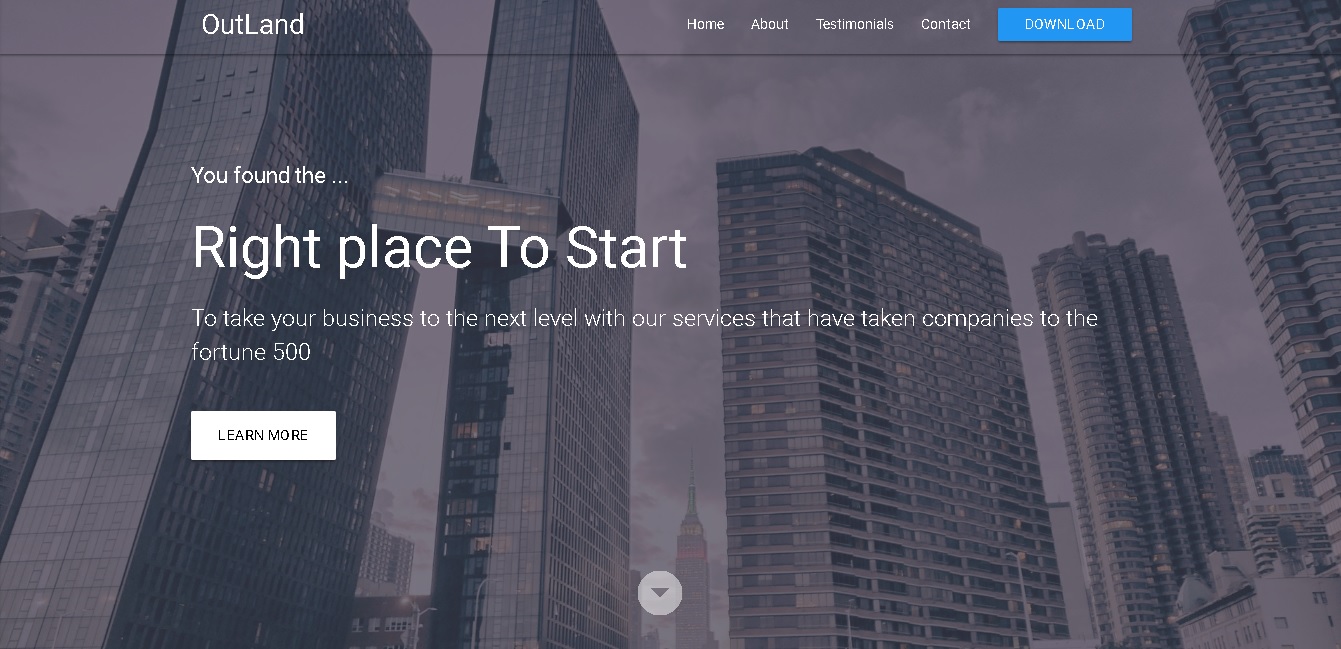 OutLand
Home About Testimonials Contact DOWNLOAD
You found the ...
Right place To Start
To take your business to the next level with our services that have taken companies to the
fortune 500
LEARN MORE